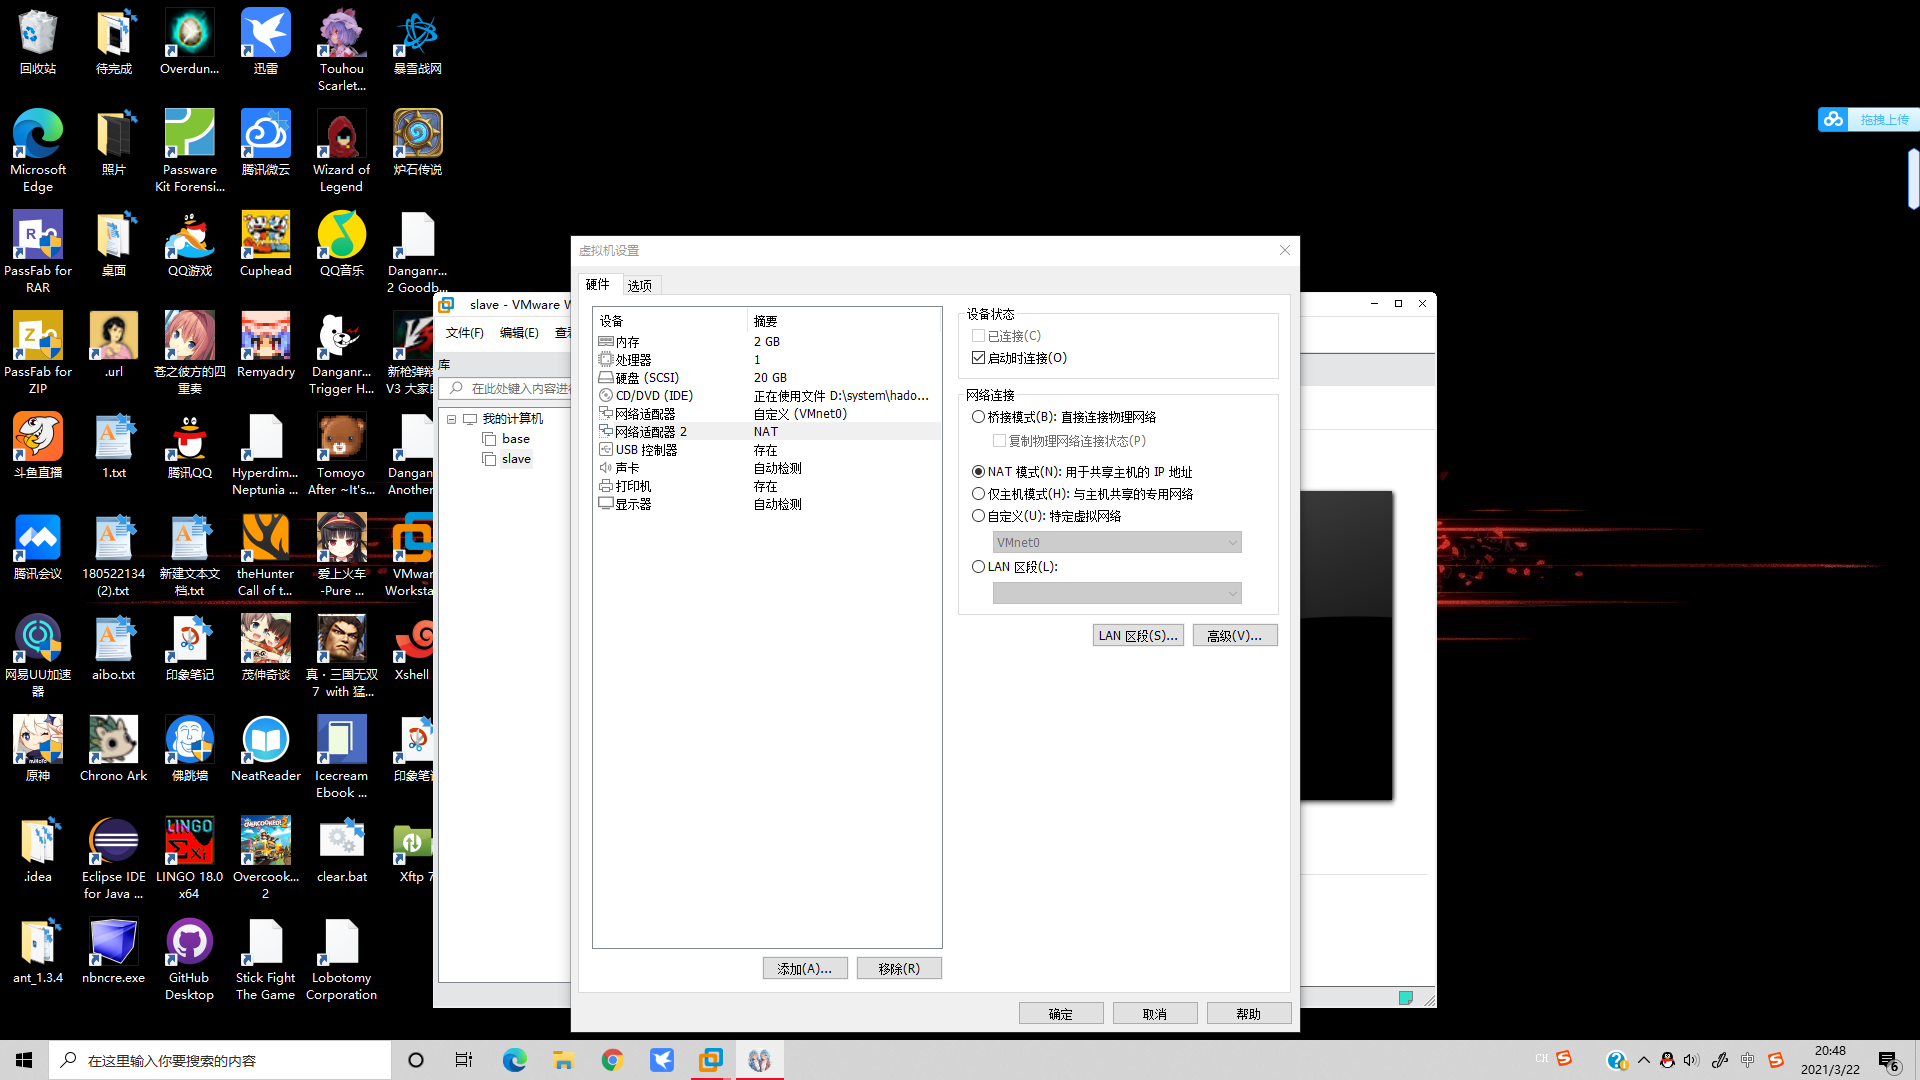 回收站
待完成
Overdun...
迅雷
Touhou
Scarlet...
暴雪战网
Microsoft
Edge
照片
Passware
Kit Forensi...
腾讯微云
Wizard of
Legend
炉石传说
PassFab for
RAR
桌面
QQ游戏
Cuphead
QQ音乐
Danganr...
2 Goodb...
PassFab for
ZIP
.url
苍之彼方的四
重奏
Remyadry
Danganr...
Trigger H...
新枪弹辩
V3 大家
斗鱼直播
1.txt
腾讯QQ
Hyperdim...
Neptunia ...
Tomoyo
After ~It's...
Dangan
Another
腾讯会议
180522134
(2).txt
新建文本文
档.txt
theHunter
Call of t...
爱上火车
-Pure ...
VMwar
Worksta
网易UU加速
器
aibo.txt
印象笔记
茂伸奇谈
真·三国无双
7 with 猛...
Xshell
原神
Chrono Ark
佛跳墙
NeatReader
Icecream
Ebook ...
印象笔
.idea
Eclipse IDE
for Java ...
LINGO 18.0
x64
Overcook...
2
clear.bat
Xftp 7
ant_1.3.4
nbncre.exe
GitHub
Desktop
Stick Fight
The Game
Lobotomy
Corporation
拖拽上传
slave - VMware W
文件(F) 编辑(E) 查看
库
在此处键入内容进行
我的计算机
base
slave
虚拟机设置
硬件 选项
设备 摘要
内存 2 GB
处理器 1
硬盘 (SCSI) 20 GB
CD/DVD (IDE) 正在使用文件 D:\system\hado...
网络适配器 自定义 (VMnet0)
网络适配器 2 NAT
USB 控制器 存在
声卡 自动检测
打印机 存在
显示器 自动检测
添加(A)... 移除(R)
设备状态
已连接(C)
启动时连接(O)
网络连接
桥接模式(B): 直接连接物理网络
复制物理网络连接状态(P)
NAT 模式(N): 用于共享主机的 IP 地址
仅主机模式(H): 与主机共享的专用网络
自定义(U): 特定虚拟网络
VMnet0
LAN 区段(L):
LAN 区段(S)... 高级(V)...
确定 取消 帮助
在这里输入你要搜索的内容
CH
中
20:48
2021/3/22
6